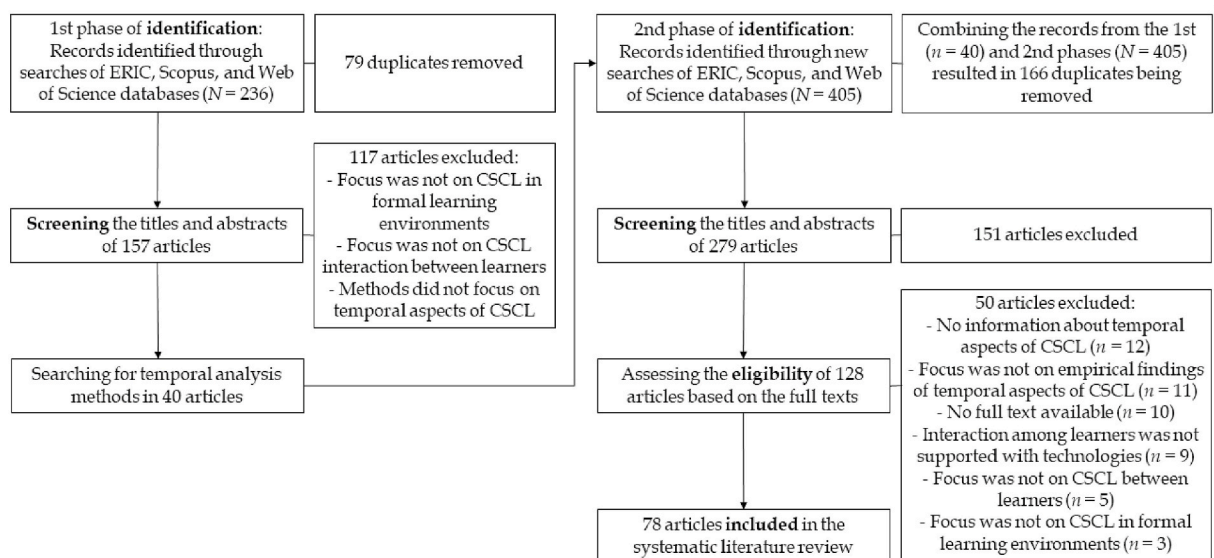 1st phase of identification:
Records identified through
searches of ERIC, Scopus, and Web
of Science databases (N = 236)
79 duplicates removed
117 articles excluded:
- Focus was not on CSCL in
formal learning
environments
- Focus was not on CSCL
interaction between learners
- Methods did not focus on
temporal aspects of CSCL
Screening the titles and abstracts
of 157 articles
Searching for temporal analysis
methods in 40 articles
2nd phase of identification:
Records identified through new
searches of ERIC, Scopus, and Web
of Science databases (N = 405)
Combining the records from the 1st
(n = 40) and 2nd phases (N = 405)
resulted in 166 duplicates being
removed
Screening the titles and abstracts
of 279 articles
151 articles excluded
Assessing the eligibility of 128
articles based on the full texts
50 articles excluded:
- No information about temporal
aspects of CSCL (n = 12)
- Focus was not on empirical findings
of temporal aspects of CSCL (n = 11)
- No full text available (n = 10)
- Interaction among learners was not
supported with technologies (n = 9)
- Focus was not on CSCL between
learners (n = 5)
- Focus was not on CSCL in formal
learning environments (n = 3)
78 articles included in the
systematic literature review